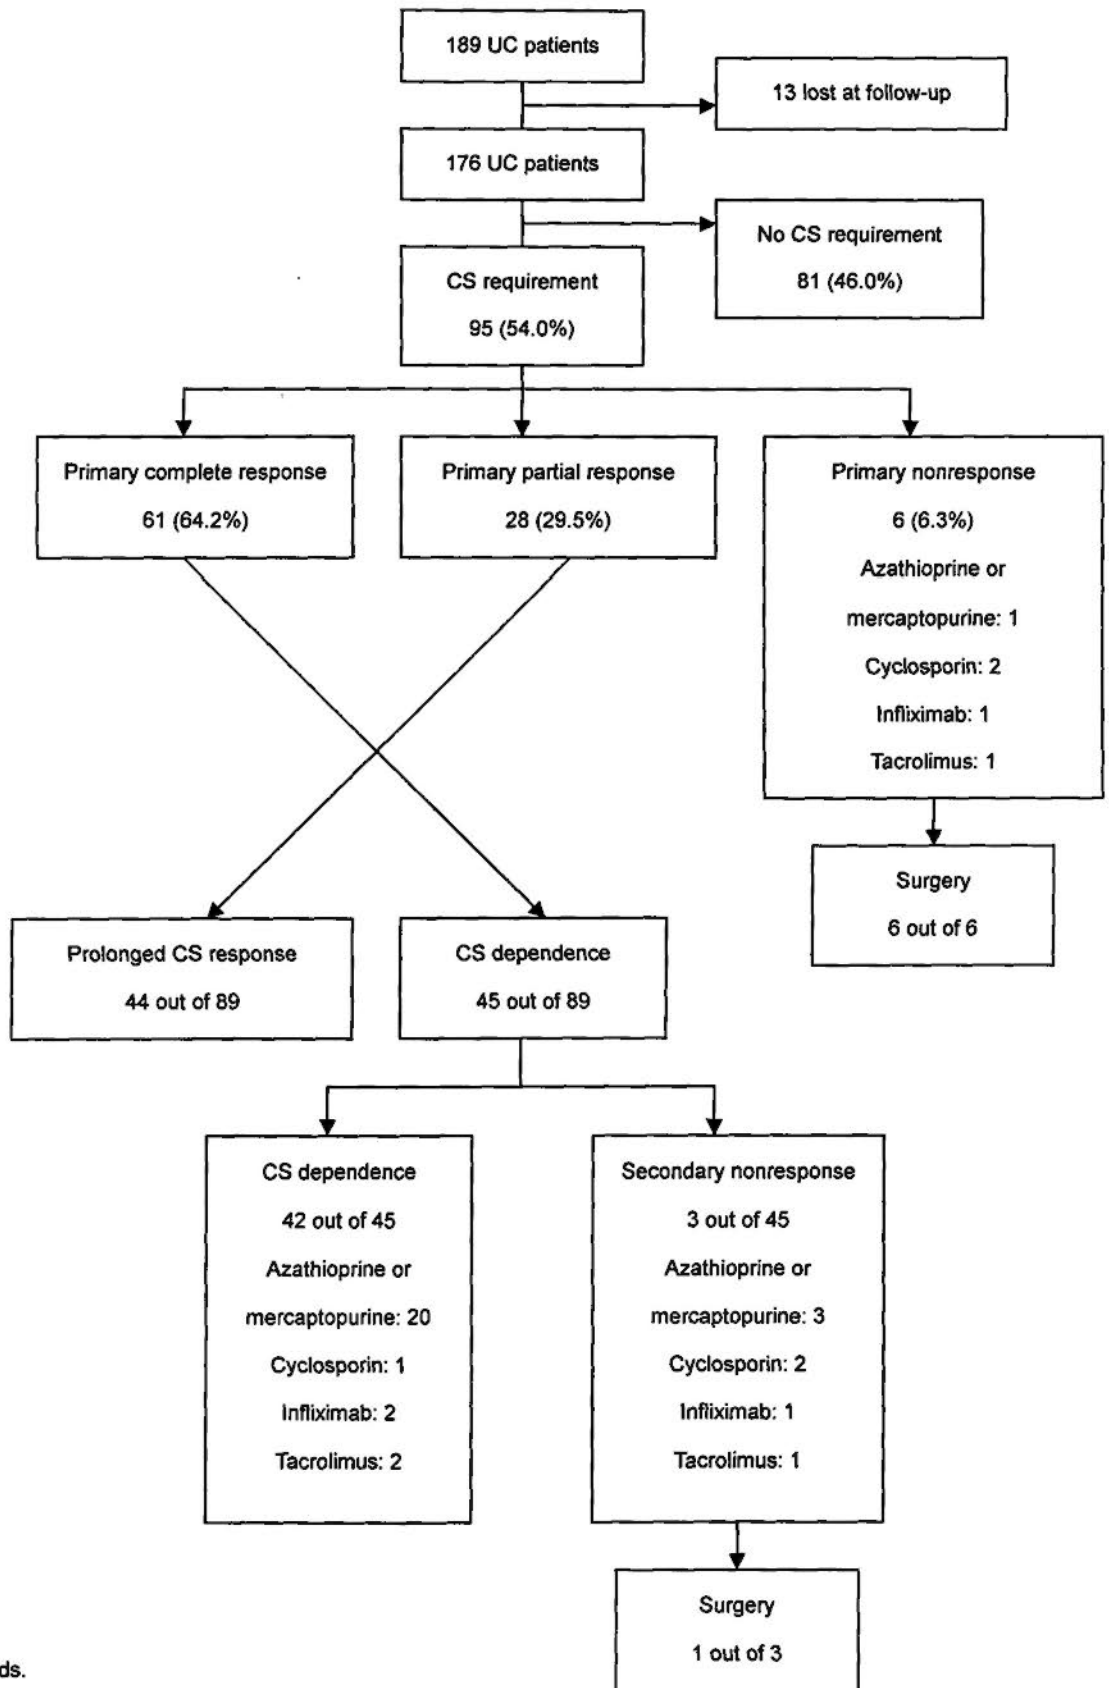 189 UC patients
13 lost at follow-up
176 UC patients
No CS requirement
81 (46.0%)
CS requirement
95 (54.0%)
Primary complete response
61 (64.2%)
Primary partial response
28 (29.5%)
Primary nonresponse
6 (6.3%)
Azathioprine or
mercaptopurine: 1
Cyclosporin: 2
Infliximab: 1
Tacrolimus: 1
Surgery
6 out of 6
Prolonged CS response
44 out of 89
CS dependence
45 out of 89
CS dependence
42 out of 45
Azathioprine or
mercaptopurine: 20
Cyclosporin: 1
Infliximab: 2
Tacrolimus: 2
Secondary nonresponse
3 out of 45
Azathioprine or
mercaptopurine: 3
Cyclosporin: 2
Infliximab: 1
Tacrolimus: 1
Surgery
1 out of 3
ds.